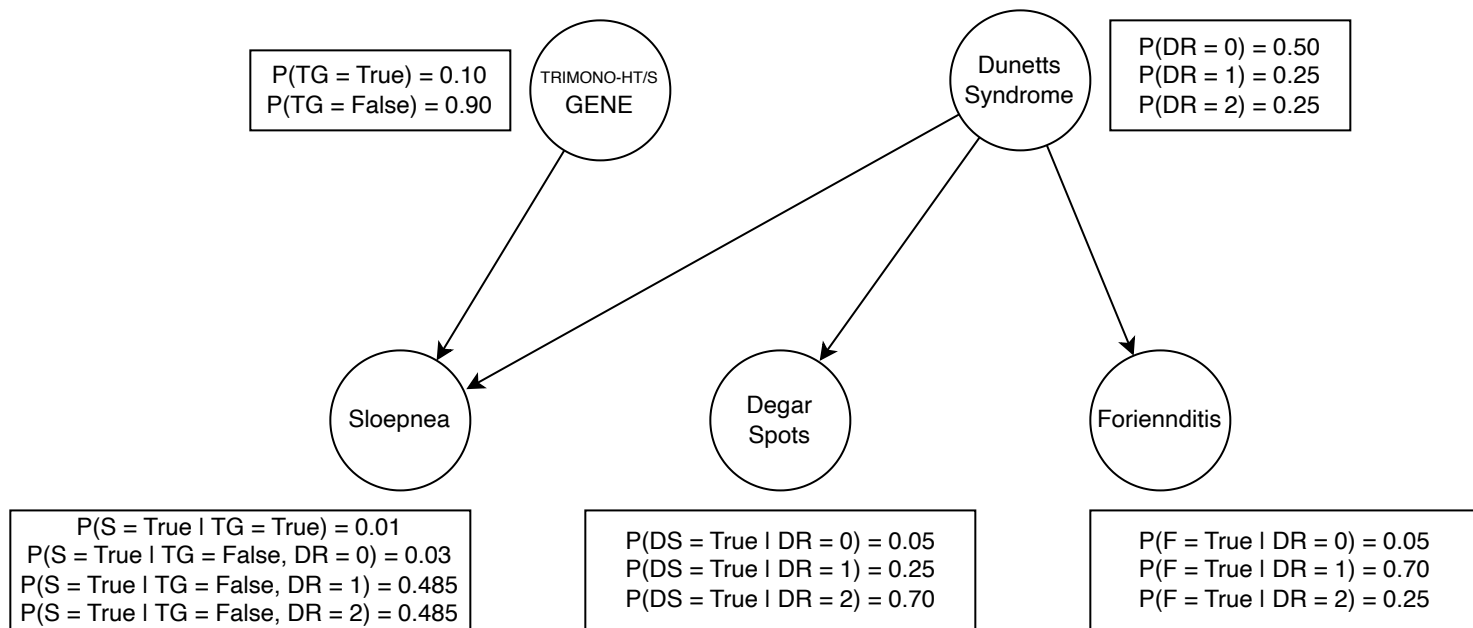 P(TG = True) = 0.10
P(TG = False) = 0.90
TRIMONO-HT/S
GENE
Dunetts
Syndrome
P(DR = 0) = 0.50
P(DR = 1) = 0.25
P(DR = 2) = 0.25
Sloepnea
Degar
Spots
Foriennditis
P(S = True | TG = True) = 0.01
P(S = True | TG = False, DR = 0) = 0.03
P(S = True | TG = False, DR = 1) = 0.485
P(S = True | TG = False, DR = 2) = 0.485
P(DS = True | DR = 0) = 0.05
P(DS = True | DR = 1) = 0.25
P(DS = True | DR = 2) = 0.70
P(F = True | DR = 0) = 0.05
P(F = True | DR = 1) = 0.70
P(F = True | DR = 2) = 0.25